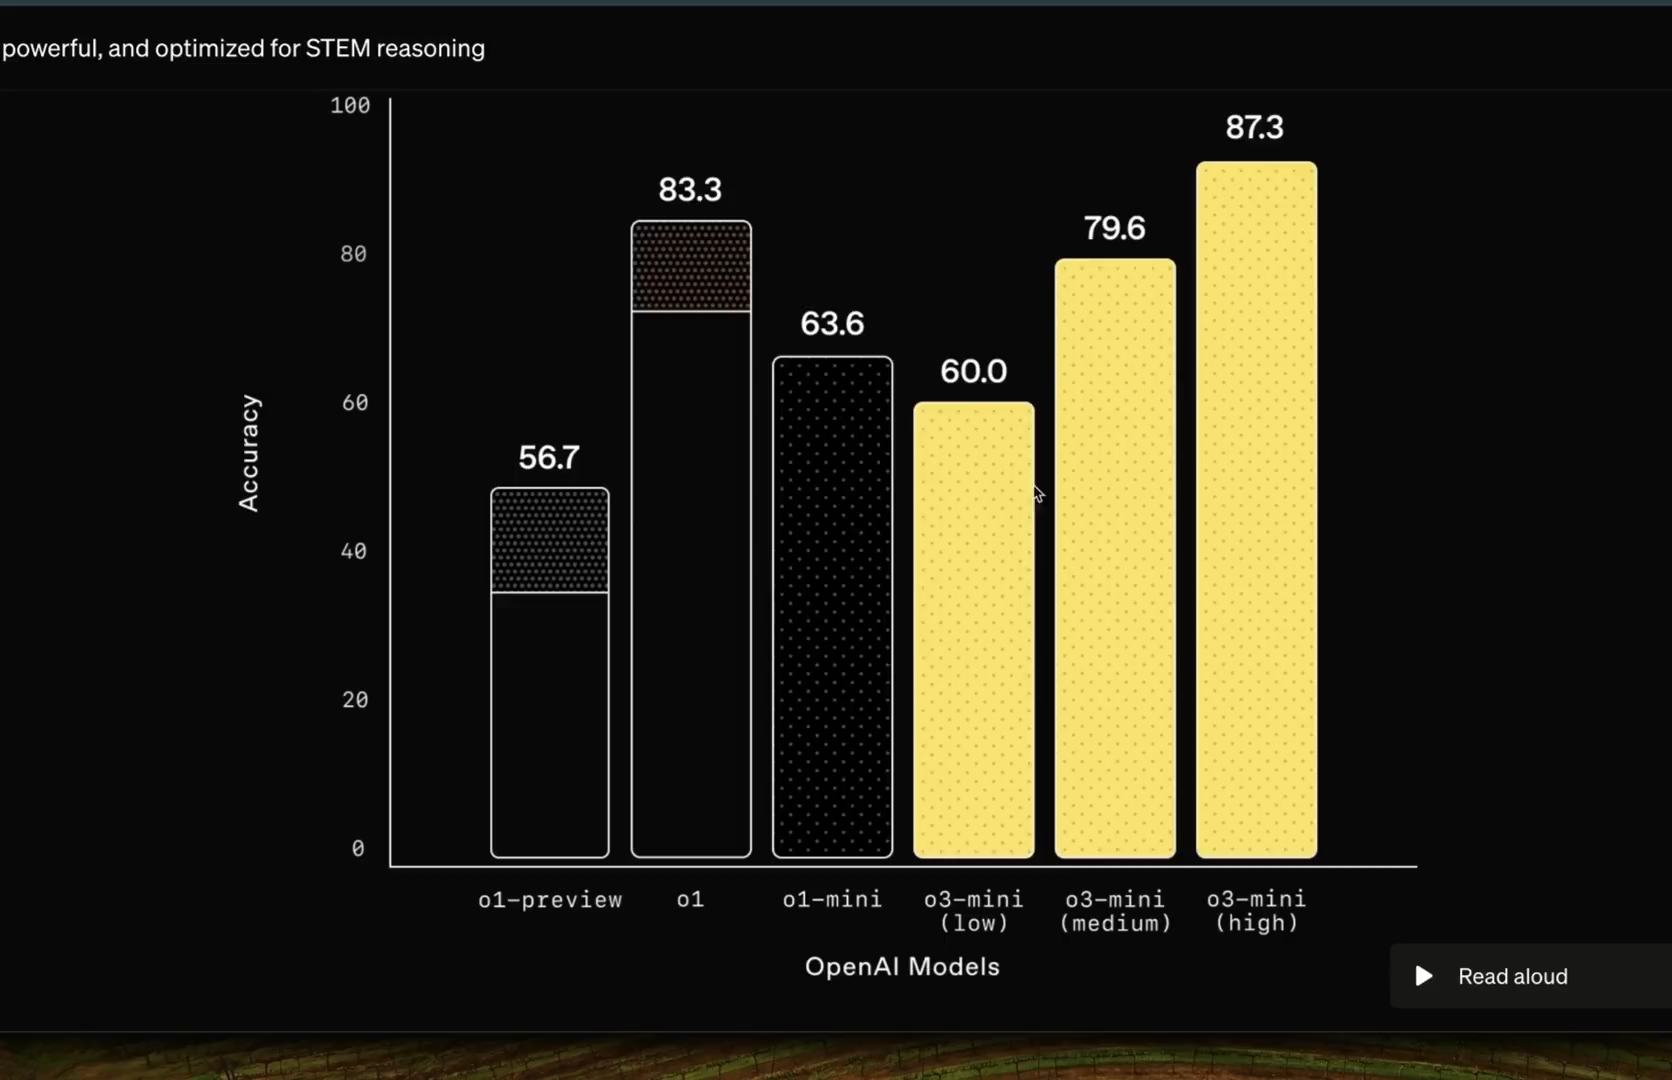 powerful, and optimized for STEM reasoning
100
80
60
40
20
0
Accuracy
56.7
83.3
63.6
60.0
79.6
87.3
o1-preview
o1
o1-mini
o3-mini
(low)
o3-mini
(medium)
o3-mini
(high)
OpenAI Models
Read aloud